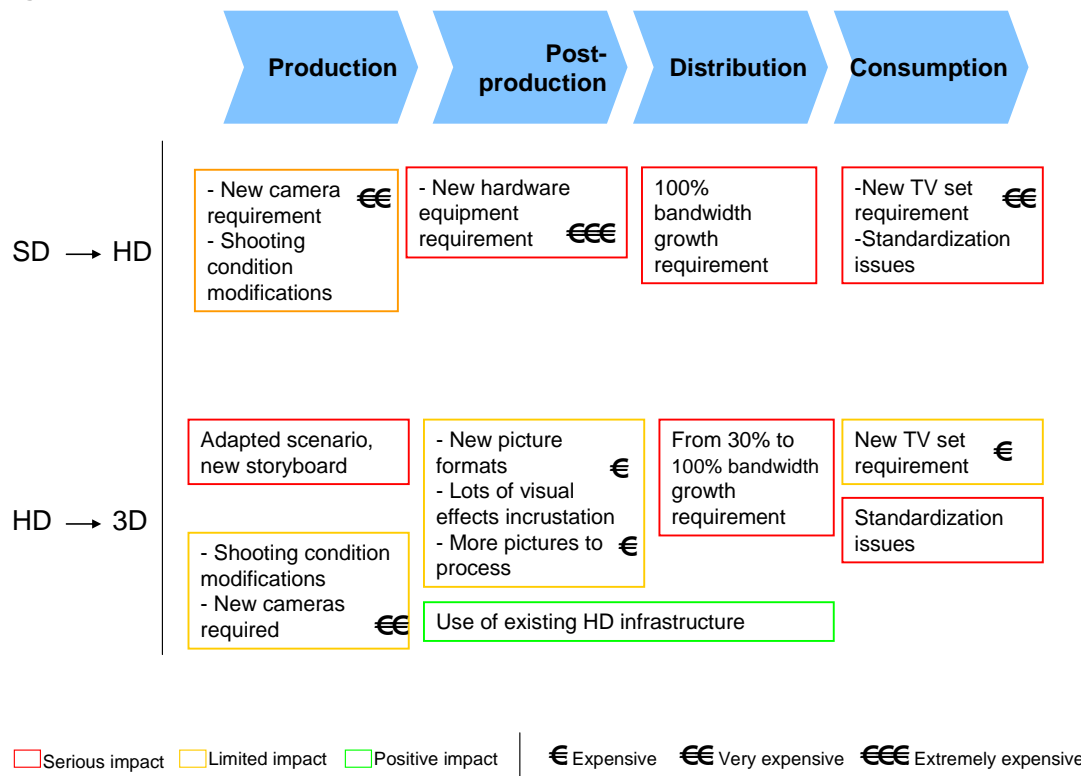 Production
Post-
production
Distribution
Consumption
SD → HD
- New camera
requirement €€
- Shooting
condition
modifications
- New hardware
equipment
requirement €€€
100%
bandwidth
growth
requirement
-New TV set
requirement €€
-Standardization
issues
HD → 3D
Adapted scenario,
new storyboard
- Shooting condition
modifications
- New cameras
required €€
- New picture
formats €
- Lots of visual
effects incrustation
- More pictures to
process €
From 30% to
100% bandwidth
growth
requirement
New TV set
requirement €
Standardization
issues
Use of existing HD infrastructure
Serious impact Limited impact Positive impact € Expensive €€ Very expensive €€€ Extremely expensive